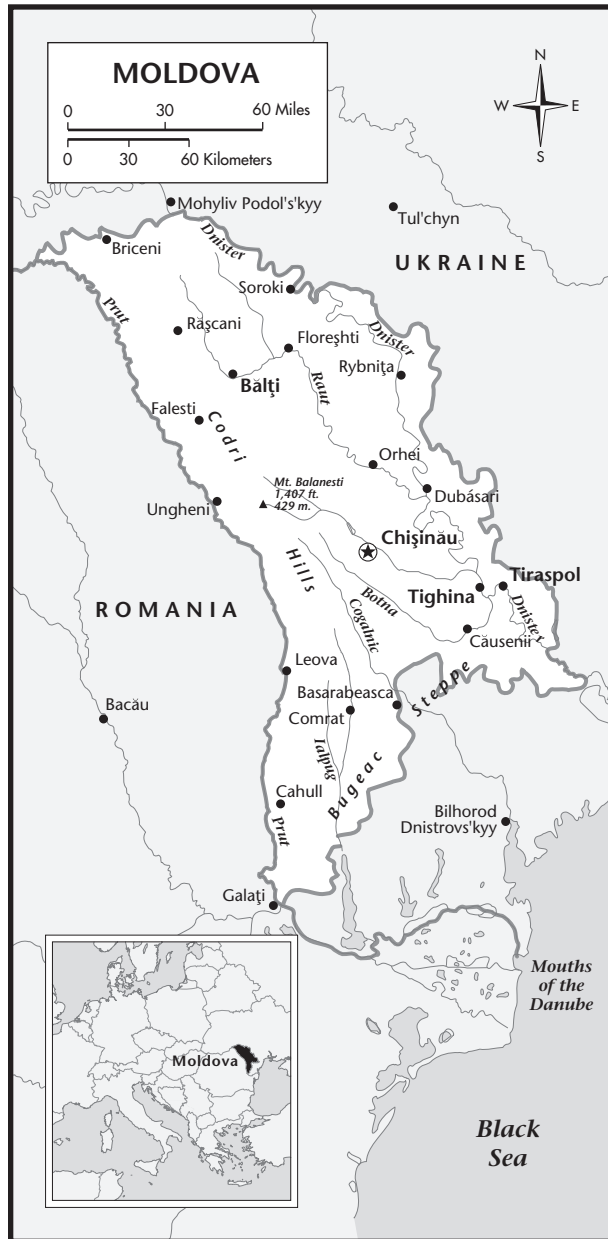 MOLDOVA
0 30 60 Miles
0 30 60 Kilometers
N
W E
S
Mohyliv Podol's'kyy
Tul'chyn
Briceni
Dnister
UKRAINE
Soroki
Prut
Râşcani
Floreşhti
Dnister
Rybniţa
Bălţi
Raut
Falesti
Codri
Orhei
Mt. Balanesti
1,407 ft.
429 m.
Dubásari
Ungheni
Chişinău
Hills
Tiraspol
Tighina
ROMANIA
Botna
Cogalnic
Dnister
Căusenii
Leova
Steppe
Basarabeasca
Bacău
Comrat
Ialpug
Bugeac
Cahull
Bilhorod
Dnistrovs'kyy
Prut
Galaţi
Mouths
of the
Danube
Moldova
Black
Sea